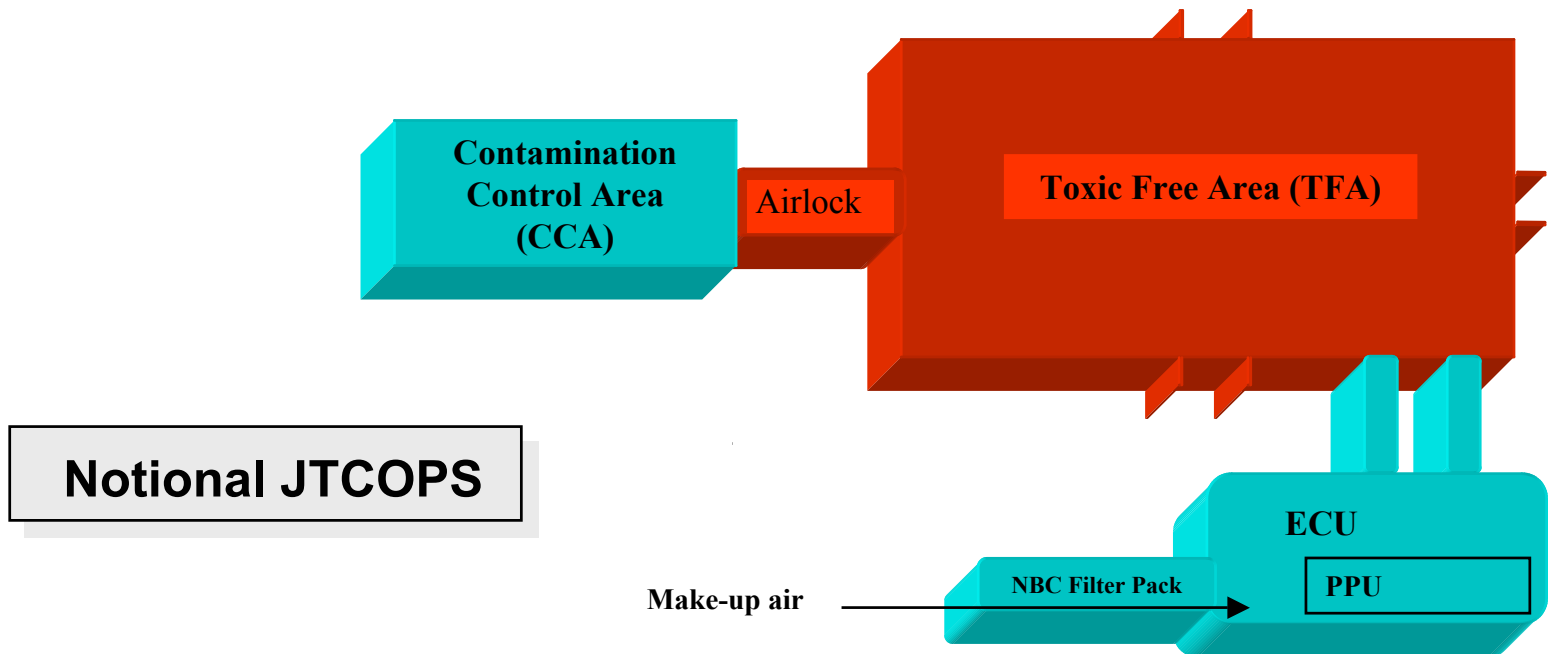 Contamination
Control Area
(CCA)
Airlock
Toxic Free Area (TFA)
Notional JTCOPS
ECU
NBC Filter Pack
PPU
Make-up air